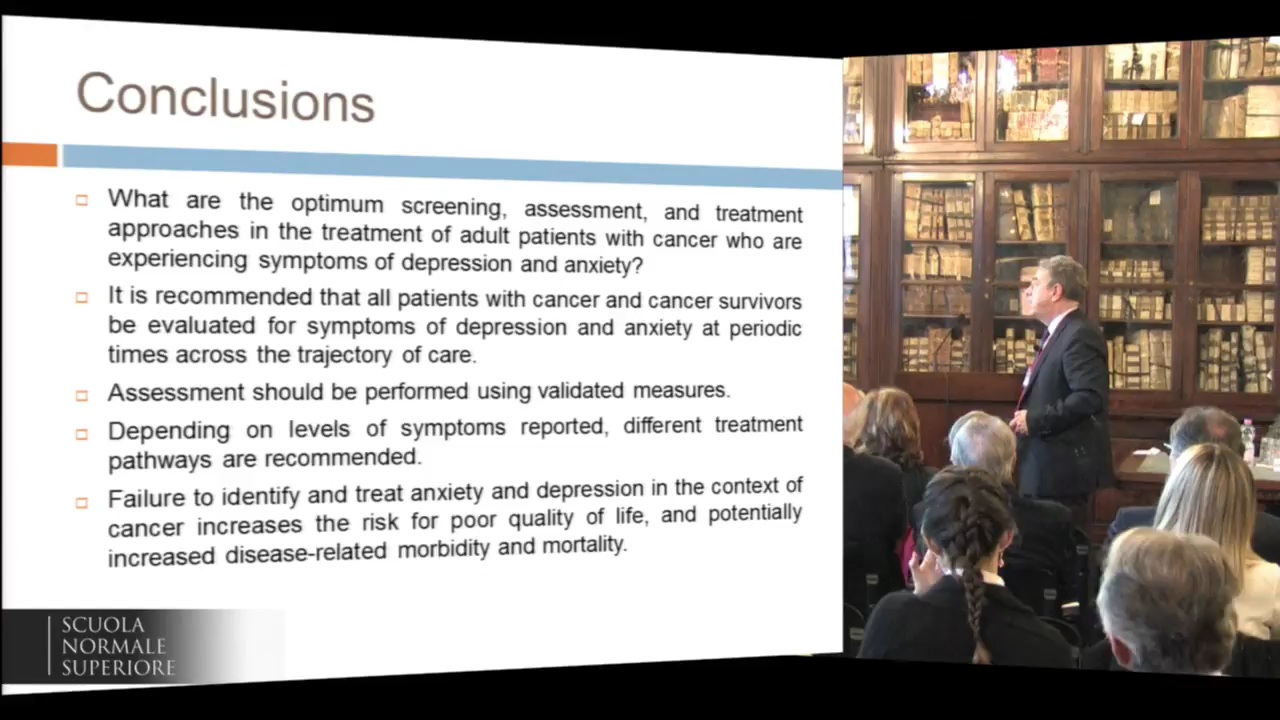 Conclusions
What are the optimum screening, assessment, and treatment
approaches in the treatment of adult patients with cancer who are
experiencing symptoms of depression and anxiety?
It is recommended that all patients with cancer and cancer survivors
be evaluated for symptoms of depression and anxiety at periodic
times across the trajectory of care.
Assessment should be performed using validated measures.
Depending on levels of symptoms reported, different treatment
pathways are recommended.
Failure to identify and treat anxiety and depression in the context of
cancer increases the risk for poor quality of life, and potentially
increased disease-related morbidity and mortality.
SCUOLA
NORMALE
SUPERIORE